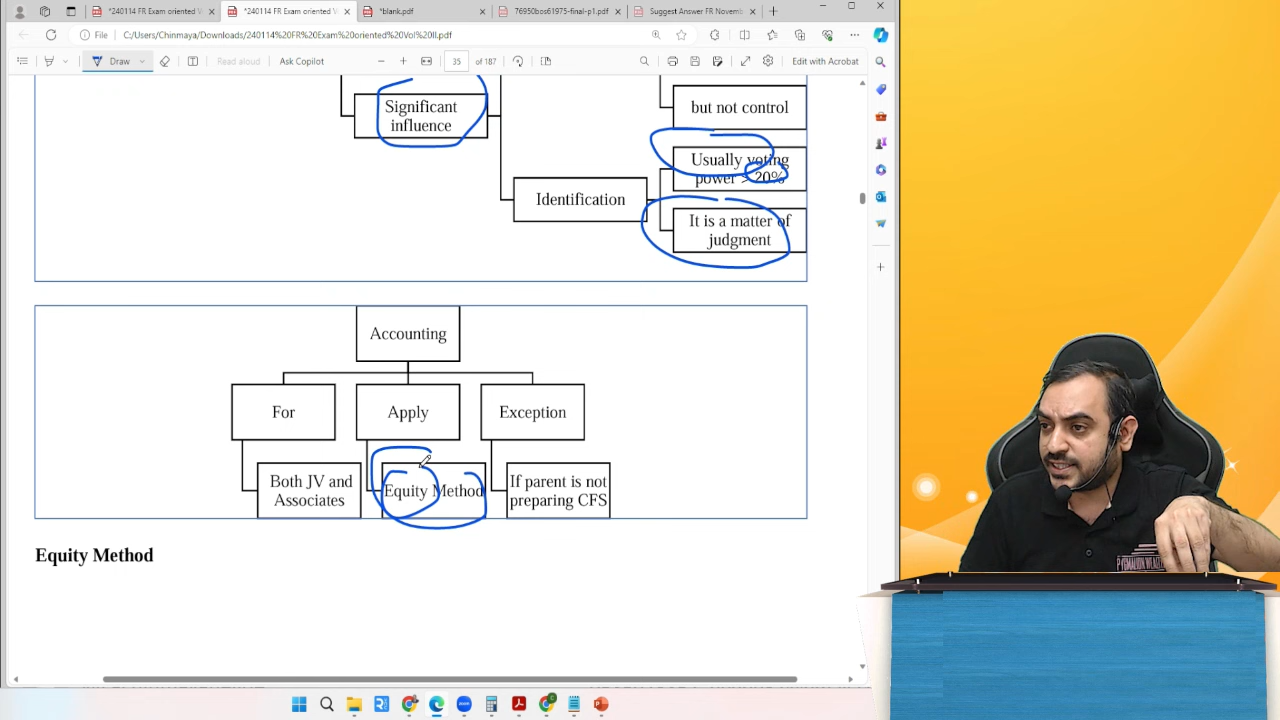 *240114 FR Exam oriented V
*240114 FR Exam oriented V
*blank.pdf
76950bos61975-final-p1.pdf
Suggest Answer FR Novem
File
C:/Users/Chinmaya/Downloads/240114%20FR%20Exam%20oriented%20Vol%20II.pdf
Draw
Read aloud
Ask Copilot
35
of 187
Edit with Acrobat
Significant
influence
but not control
Usually voting
power > 20%
Identification
It is a matter of
judgment
Accounting
For
Apply
Exception
Both JV and
Associates
Equity Method
If parent is not
preparing CFS
Equity Method
PYGMALION WEALTH